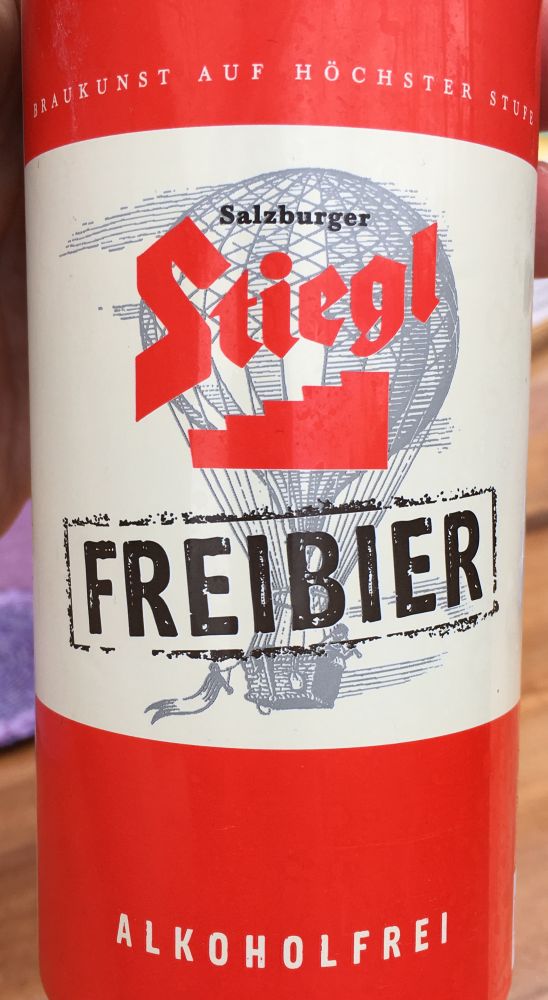 BRAUKUNST AUF HÖCHSTER STUFE
Salzburger
Stiegl
FREIBIER
ALKOHOLFREI